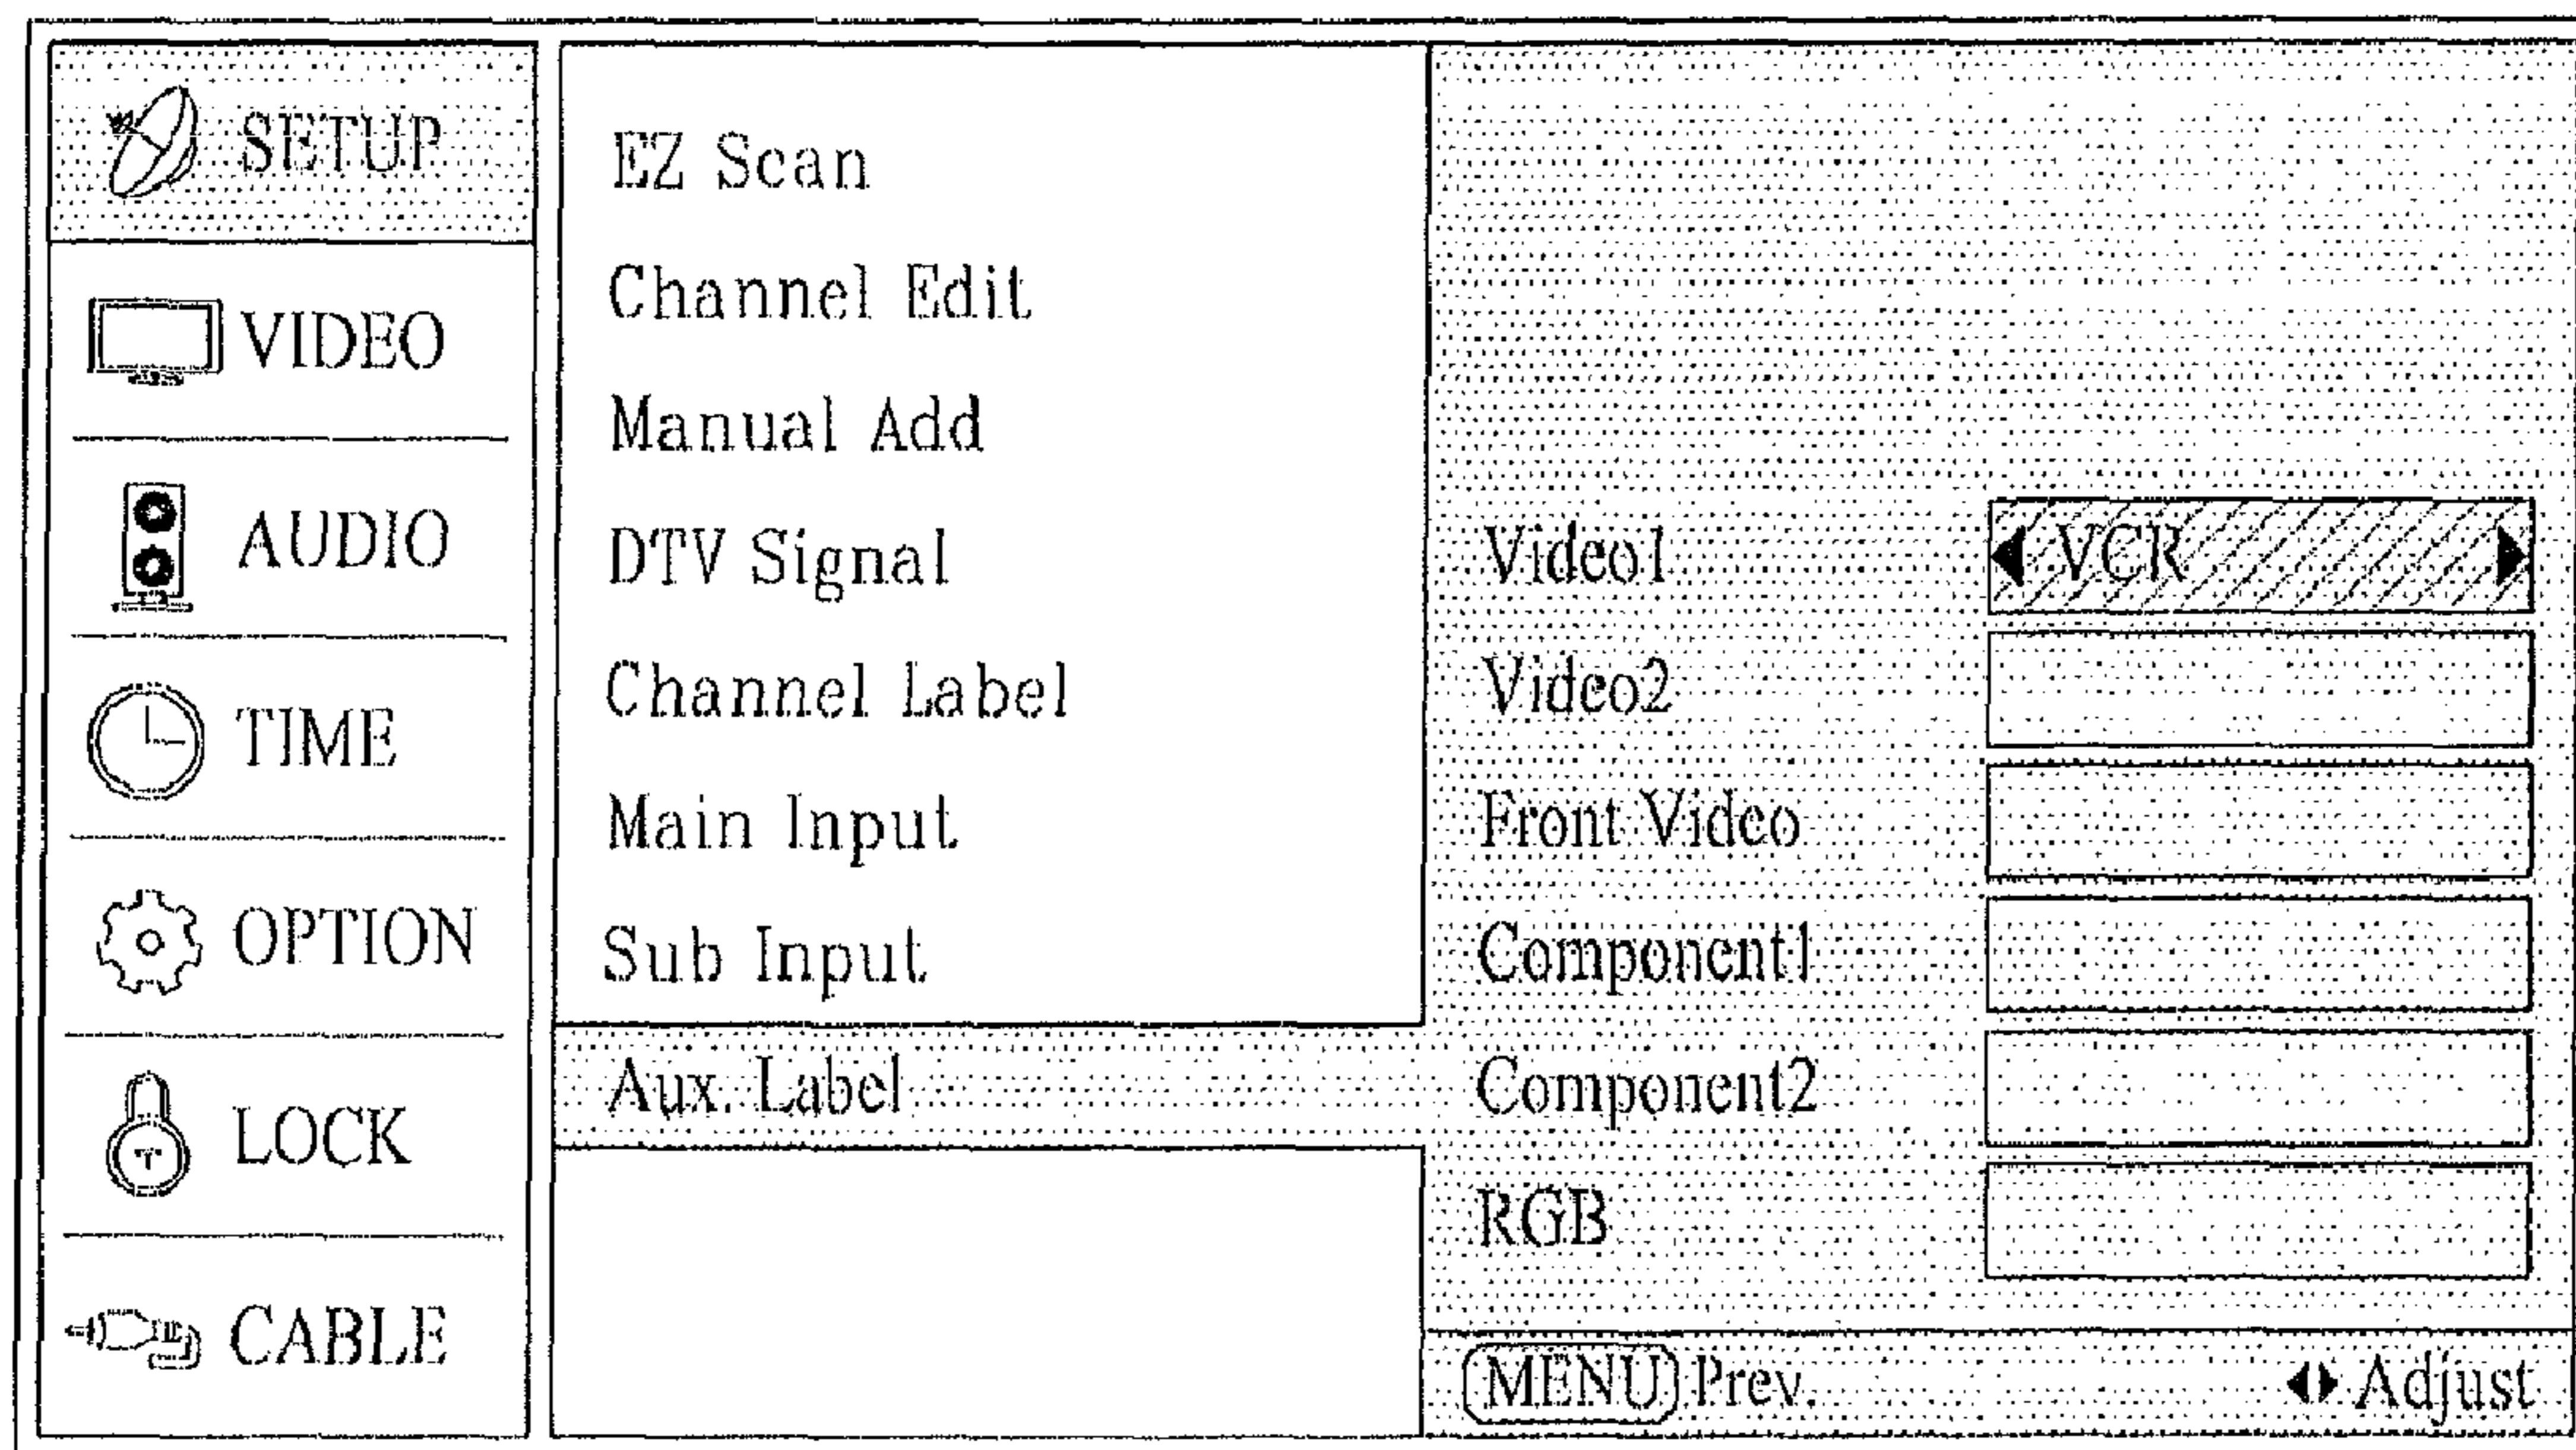 SETUP
VIDEO
AUDIO
TIME
OPTION
LOCK
CABLE
EZ Scan
Channel Edit
Manual Add
DTV Signal
Channel Label
Main Input
Sub Input
Aux. Label
Video1 VCR
Video2
Front Video
Component1
Component2
RGB
MENU Prev. Adjust